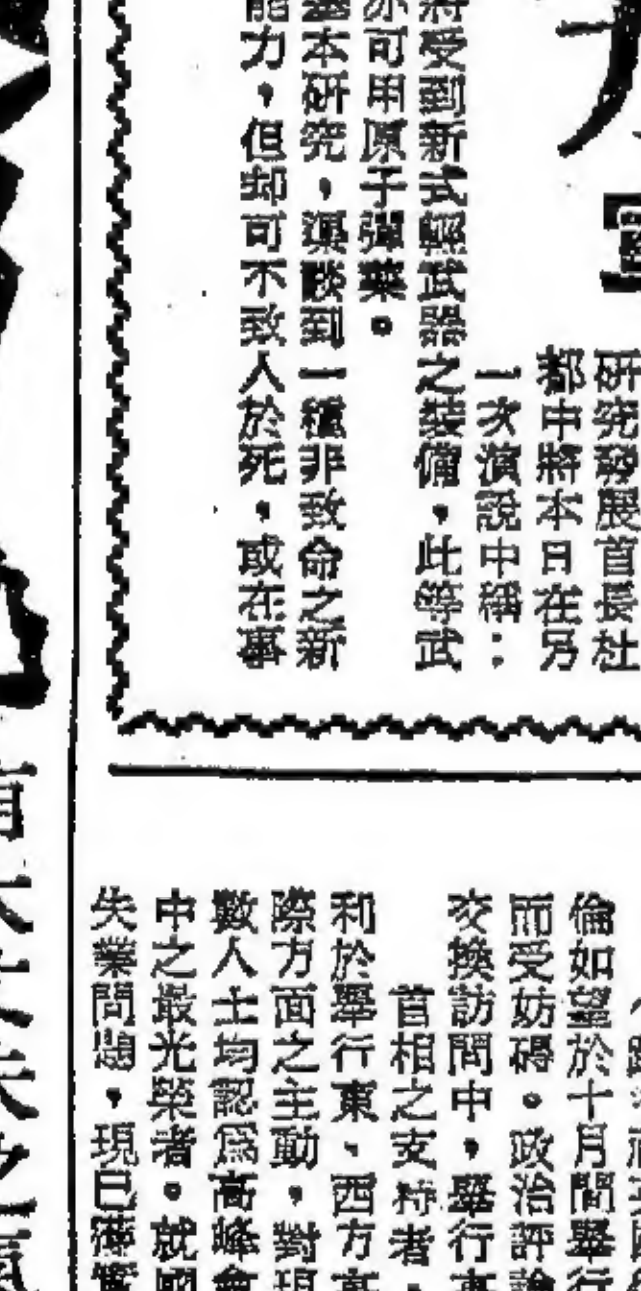 研究發展首長杜
都中將本日在另
一次演說中稱：
將受到新式輕武器之裝備，此等武
亦可用原子彈藥。
基本研究，渠談到一種非致命之新
能力，但卻可不致人於死，或在事
倫如望於十月間舉行
而受妨碍。政治評論
交換訪問中，舉行東
首相之支持者，
利於舉行東、西方高
際方面之主動，對現
數人士均認爲高峰會
中之最光榮者。就國
失業問題，現已獲